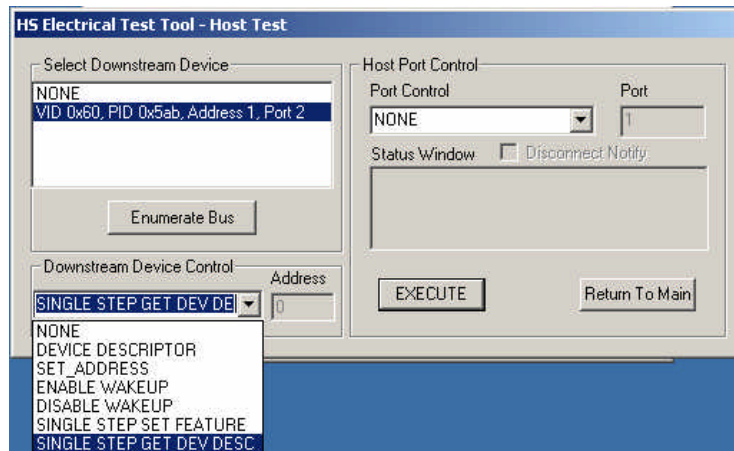 HS Electrical Test Tool - Host Test
Select Downstream Device
NONE
VID 0x60, PID 0x5ab, Address 1, Port 2
Enumerate Bus
Downstream Device Control
Address
SINGLE STEP GET DEV DE
0
NONE
DEVICE DESCRIPTOR
SET_ADDRESS
ENABLE WAKEUP
DISABLE WAKEUP
SINGLE STEP SET FEATURE
SINGLE STEP GET DEV DESC
Host Port Control
Port Control
Port
NONE
1
Status Window
Disconnect Notify
EXECUTE
Return To Main